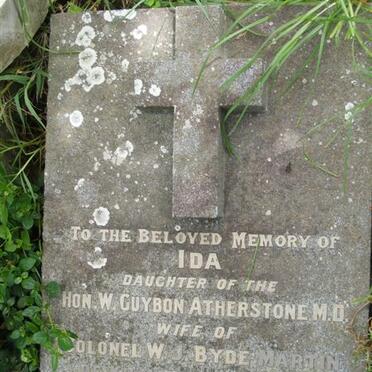 TO THE BELOVED MEMORY OF
IDA
DAUGHTER OF THE
HON. W. GUYBON ATHERSTONE M.D.
WIFE OF
COLONEL W. J. BYDE MARTIN